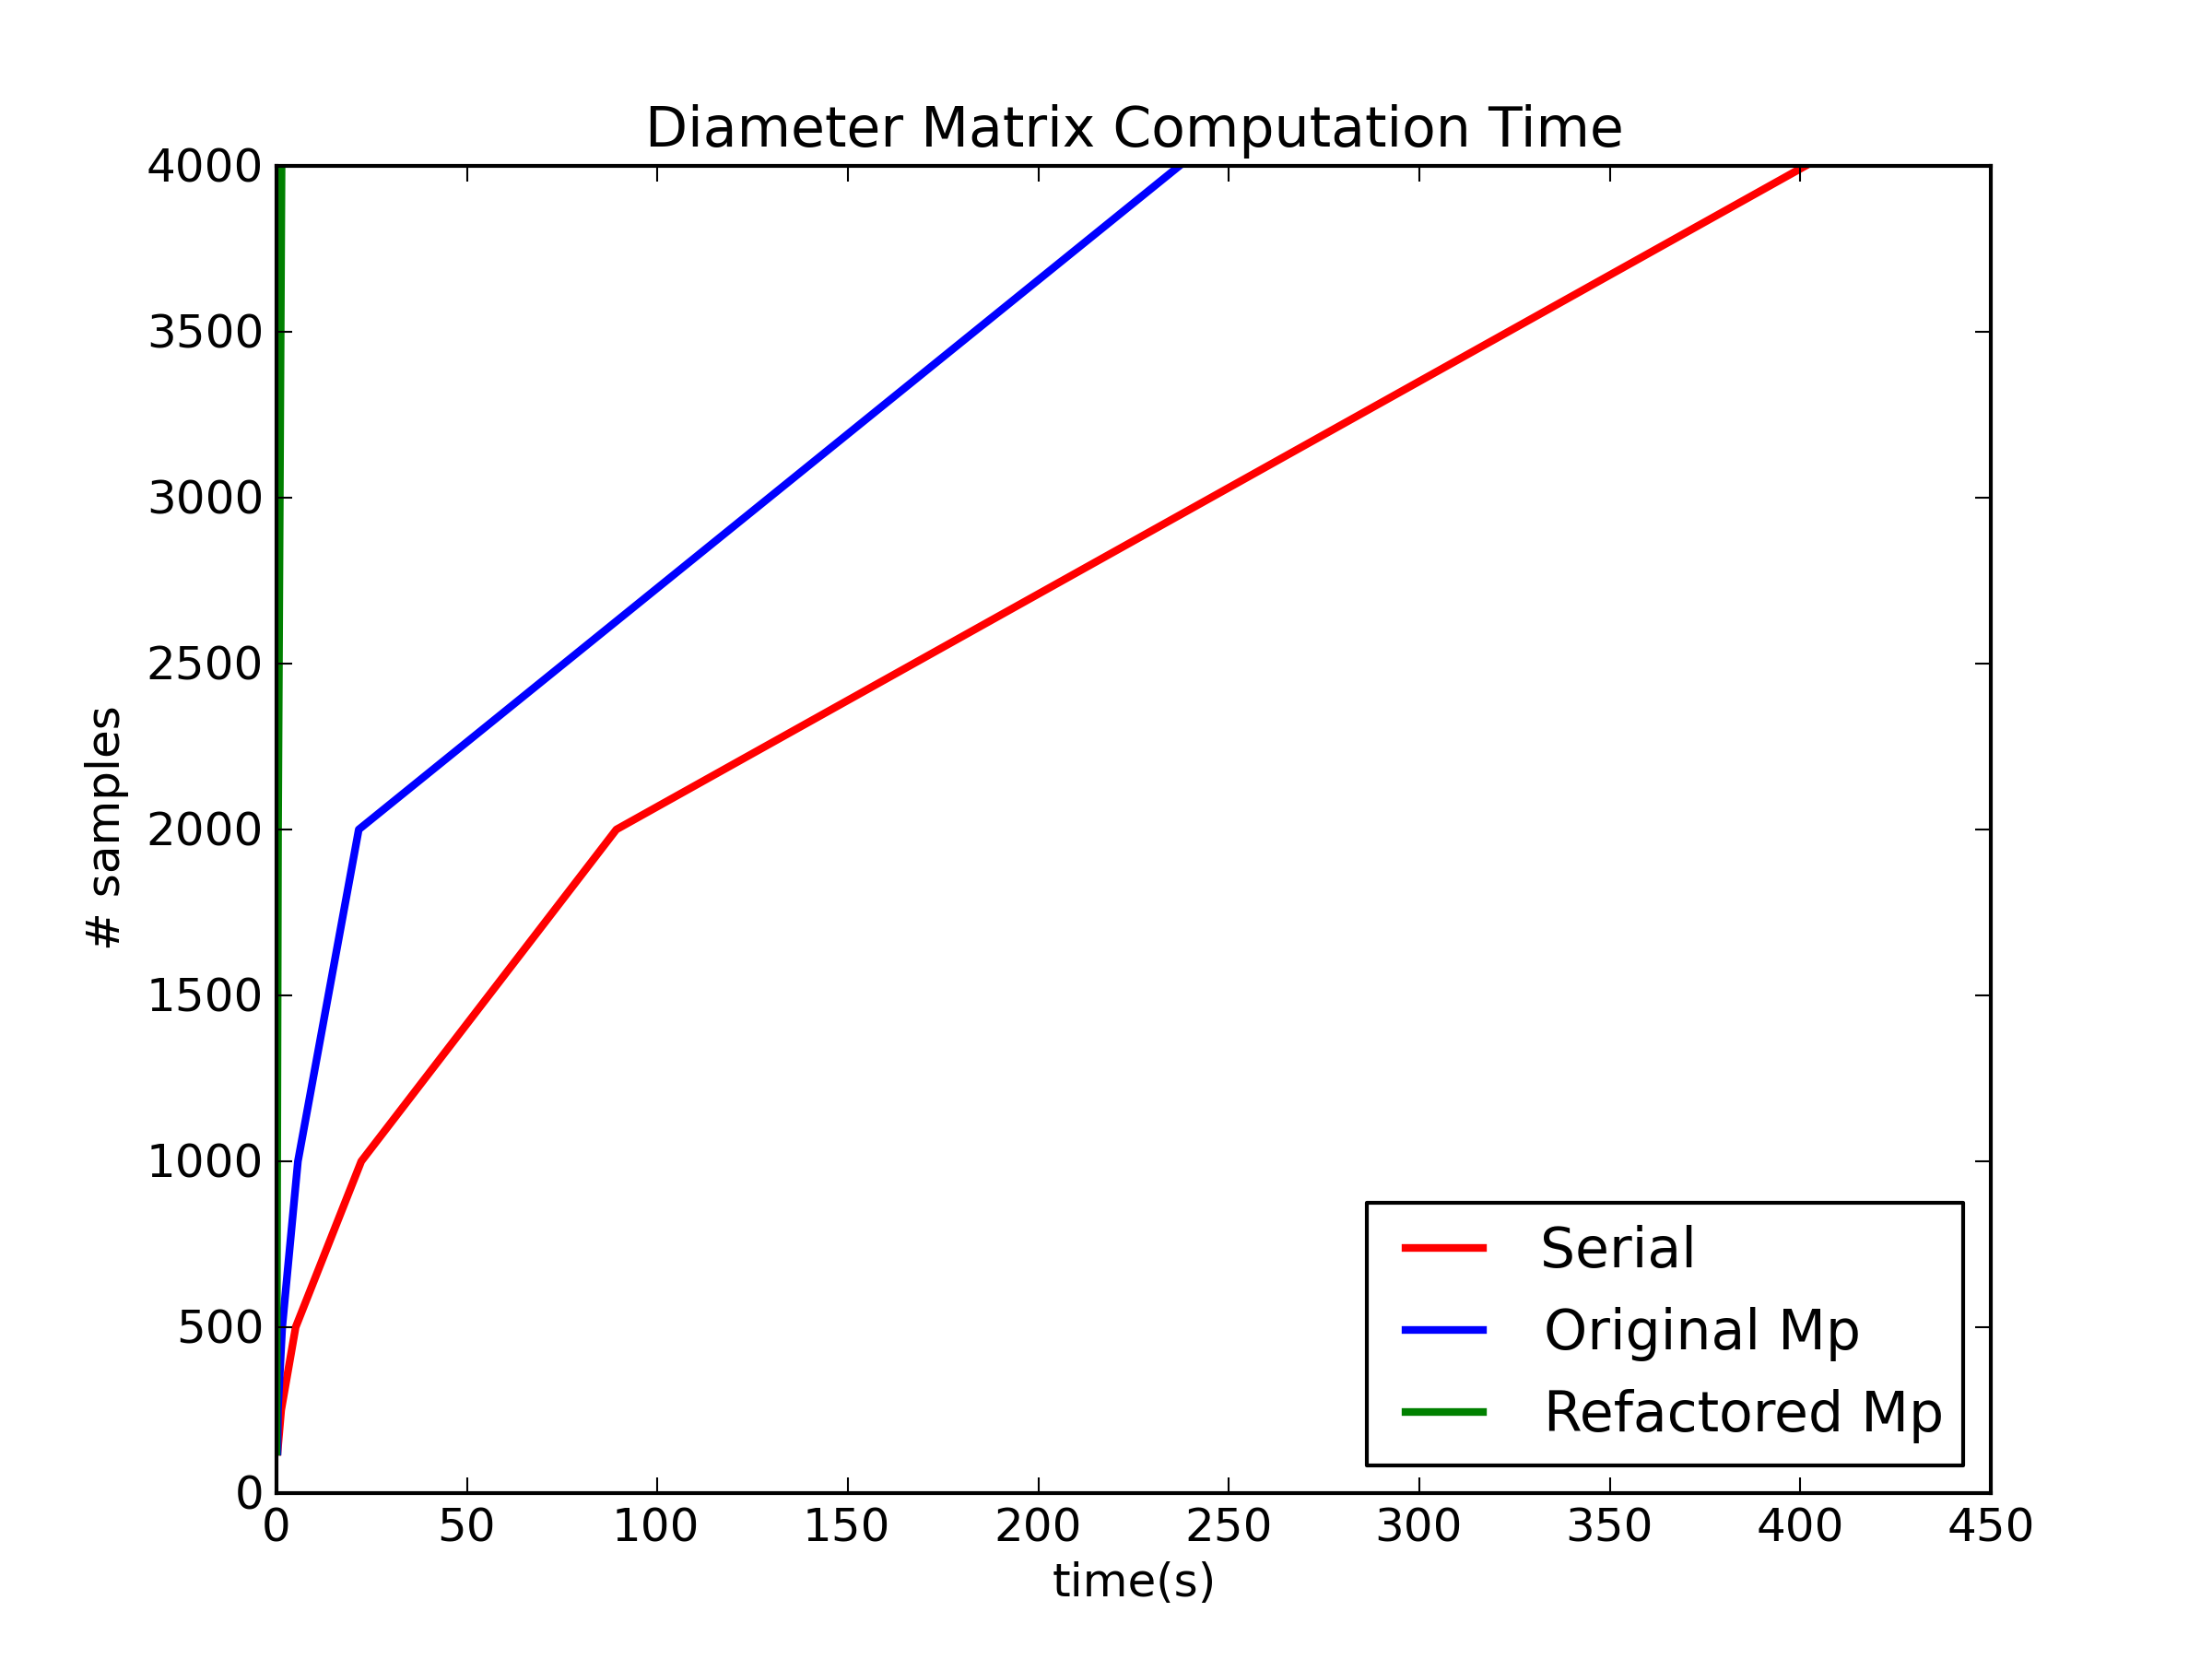 Diameter Matrix Computation Time
4000
3500
3000
2500
2000
1500
1000
500
0
# samples
0 50 100 150 200 250 300 350 400 450
time(s)
Serial
Original Mp
Refactored Mp